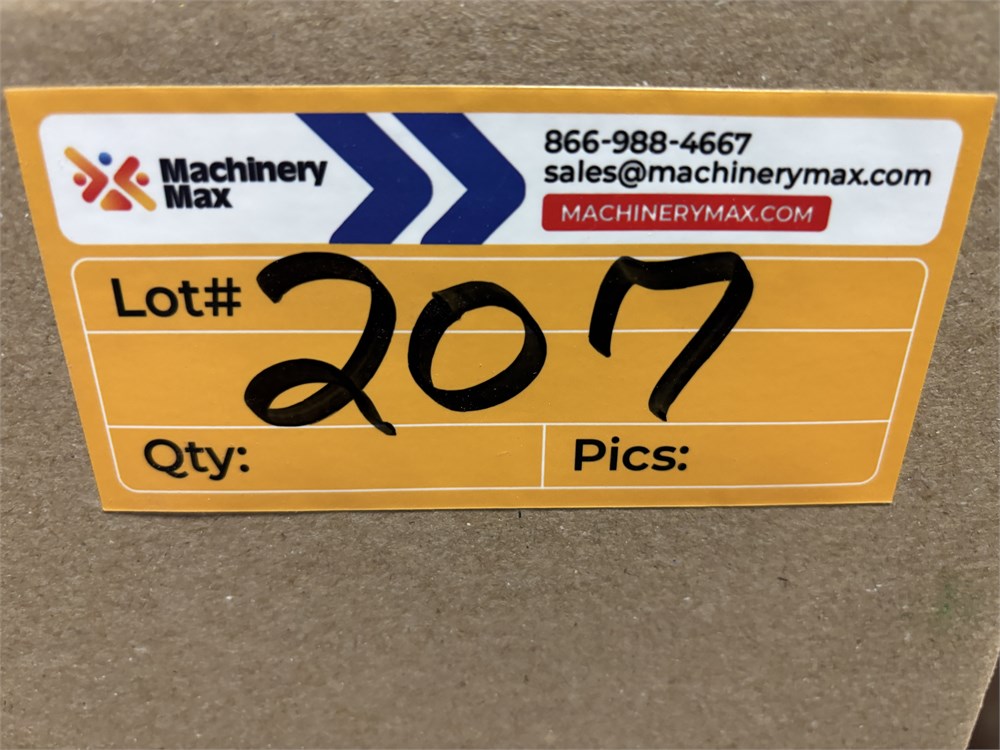 Machinery
Max
866-988-4667
sales@machinerymax.com
MACHINERYMAX.COM
Lot# 207
Qty:
Pics: